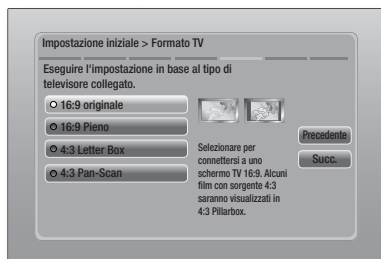 Impostazione iniziale > Formato TV
Eseguire l'impostazione in base al tipo di
televisore collegato.
16:9 originale
16:9 Pieno
4:3 Letter Box
4:3 Pan-Scan
Selezionare per
connettersi a uno
schermo TV 16:9. Alcuni
film con sorgente 4:3
saranno visualizzati in
4:3 Pillarbox.
Precedente
Succ.